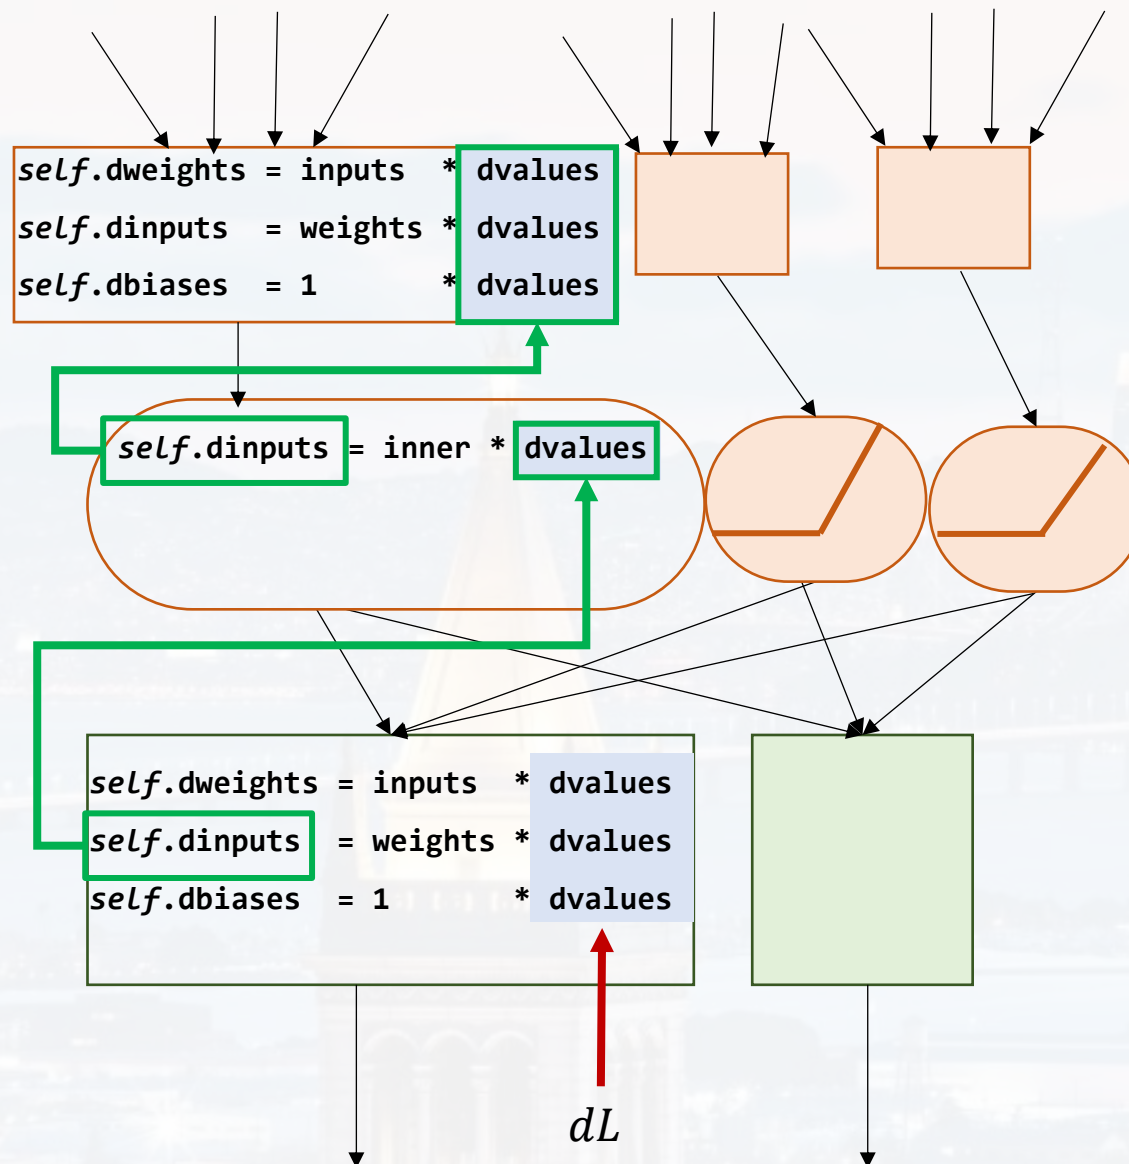 self.dweights = inputs * dvalues
self.dinputs = weights * dvalues
self.dbiases = 1 * dvalues
self.dinputs = inner * dvalues
self.dweights = inputs * dvalues
self.dinputs = weights * dvalues
self.dbiases = 1 * dvalues
dL